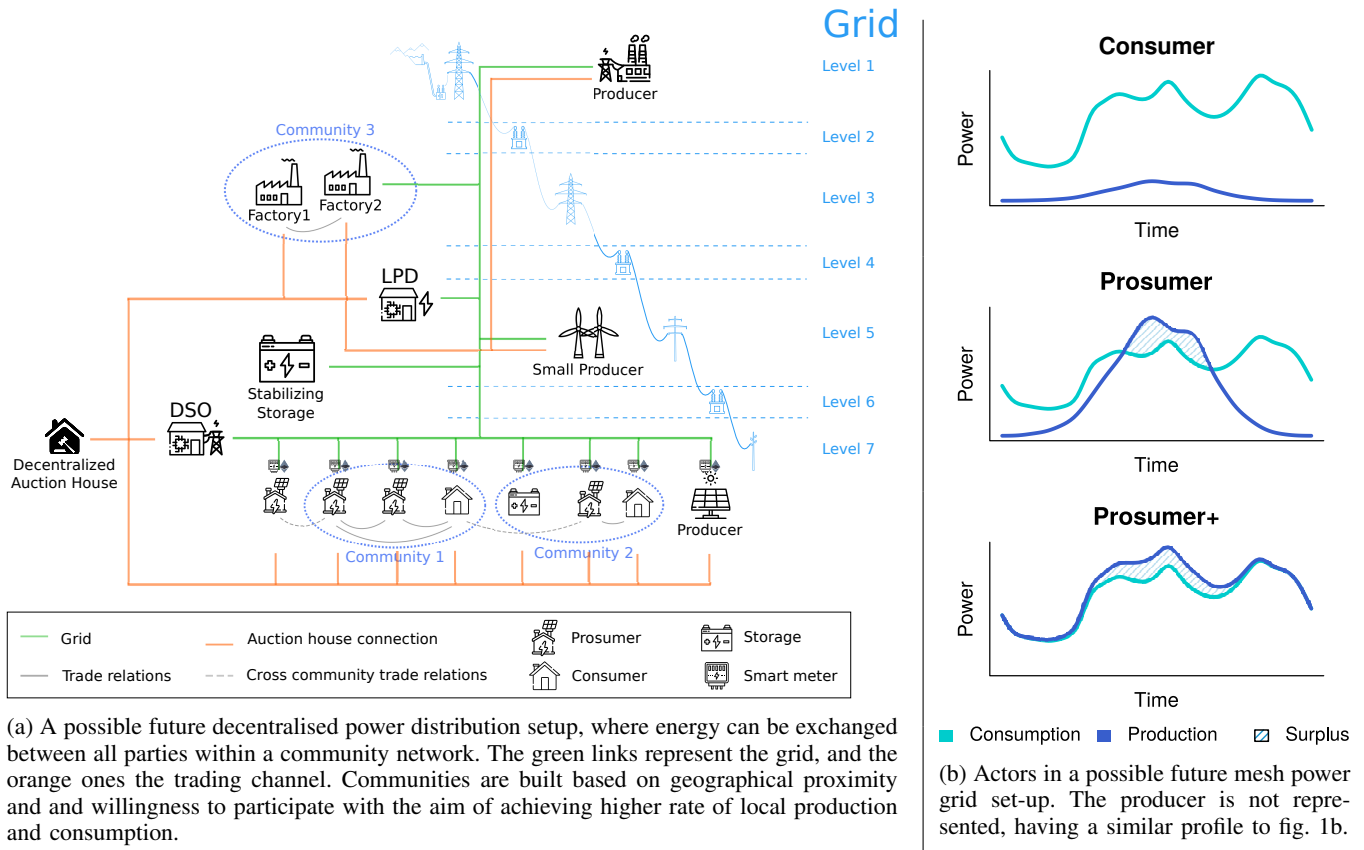 Grid
Level 1
Producer
Level 2
Community 3
Level 3
Factory1
Factory2
Level 4
LPD
Level 5
Small Producer
Stabilizing
Storage
Level 6
DSO
Level 7
Decentralized
Auction House
Producer
Community 1
Community 2
Grid
Auction house connection
Prosumer
Storage
Trade relations
Cross community trade relations
Consumer
Smart meter
(a) A possible future decentralised power distribution setup, where energy can be exchanged
between all parties within a community network. The green links represent the grid, and the
orange ones the trading channel. Communities are built based on geographical proximity
and and willingness to participate with the aim of achieving higher rate of local production
and consumption.
Consumer
Power
Time
Prosumer
Power
Time
Prosumer+
Power
Time
Consumption
Production
Surplus
(b) Actors in a possible future mesh power
grid set-up. The producer is not repre-
sented, having a similar profile to fig. 1b.